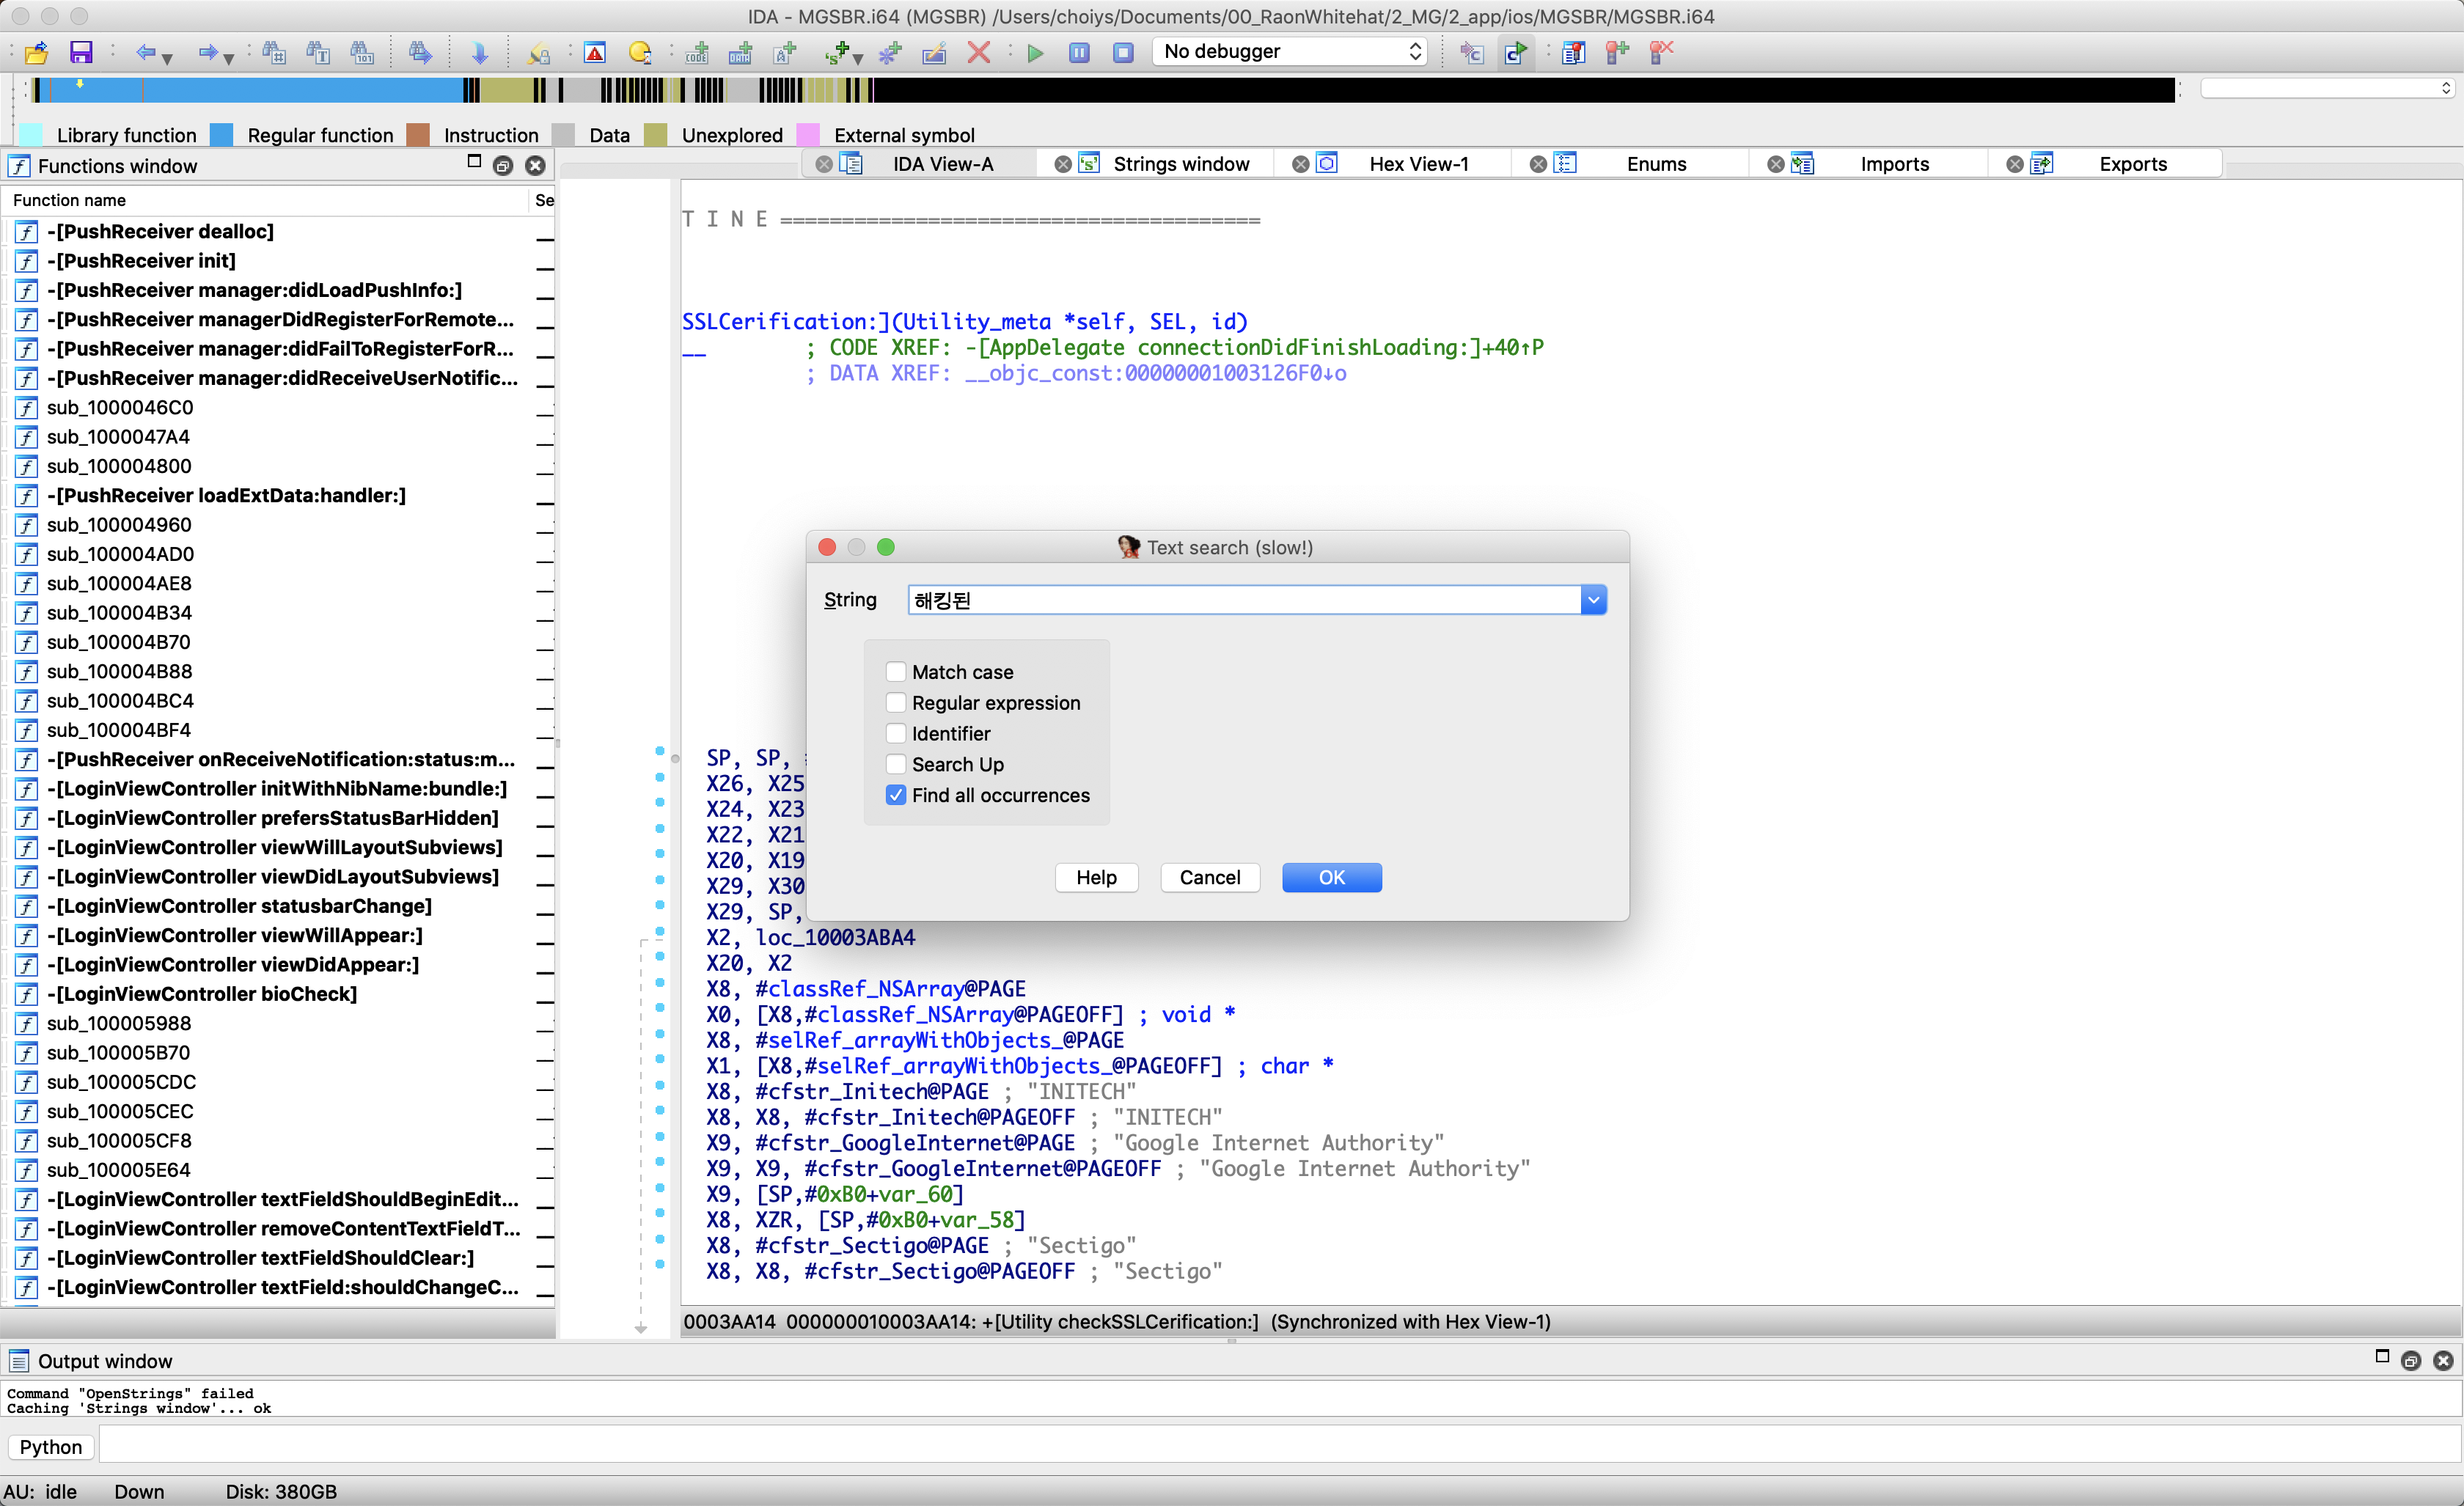 IDA - MGSBR.i64 (MGSBR) /Users/choiys/Documents/00_RaonWhitehat/2_MG/2_app/ios/MGSBR/MGSBR.i64
No debugger
Library function Regular function Instruction Data Unexplored External symbol
Functions window
IDA View-A Strings window Hex View-1 Enums Imports Exports
Function name Se
-[PushReceiver dealloc]
-[PushReceiver init]
-[PushReceiver manager:didLoadPushInfo:]
-[PushReceiver managerDidRegisterForRemote...
-[PushReceiver manager:didFailToRegisterForR...
-[PushReceiver manager:didReceiveUserNotific...
sub_1000046C0
sub_1000047A4
sub_100004800
-[PushReceiver loadExtData:handler:]
sub_100004960
sub_100004AD0
sub_100004AE8
sub_100004B34
sub_100004B70
sub_100004B88
sub_100004BC4
sub_100004BF4
-[PushReceiver onReceiveNotification:status:m...
-[LoginViewController initWithNibName:bundle:]
-[LoginViewController prefersStatusBarHidden]
-[LoginViewController viewWillLayoutSubviews]
-[LoginViewController viewDidLayoutSubviews]
-[LoginViewController statusbarChange]
-[LoginViewController viewWillAppear:]
-[LoginViewController viewDidAppear:]
-[LoginViewController bioCheck]
sub_100005988
sub_100005B70
sub_100005CDC
sub_100005CEC
sub_100005CF8
sub_100005E64
-[LoginViewController textFieldShouldBeginEdit...
-[LoginViewController removeContentTextFieldT...
-[LoginViewController textFieldShouldClear:]
-[LoginViewController textField:shouldChangeC...
T I N E =======================================
SSLCerification:](Utility_meta *self, SEL, id)
__ ; CODE XREF: -[AppDelegate connectionDidFinishLoading:]+40↑P
; DATA XREF: __objc_const:00000001003126F0↓o
Text search (slow!)
String 해킹된
Match case
Regular expression
Identifier
Search Up
Find all occurrences
Help Cancel OK
SP, SP,
X26, X25
X24, X23
X22, X21
X20, X19
X29, X30
X29, SP,
X2, loc_10003ABA4
X20, X2
X8, #classRef_NSArray@PAGE
X0, [X8,#classRef_NSArray@PAGEOFF] ; void *
X8, #selRef_arrayWithObjects_@PAGE
X1, [X8,#selRef_arrayWithObjects_@PAGEOFF] ; char *
X8, #cfstr_Initech@PAGE ; "INITECH"
X8, X8, #cfstr_Initech@PAGEOFF ; "INITECH"
X9, #cfstr_GoogleInternet@PAGE ; "Google Internet Authority"
X9, X9, #cfstr_GoogleInternet@PAGEOFF ; "Google Internet Authority"
X9, [SP,#0xB0+var_60]
X8, XZR, [SP,#0xB0+var_58]
X8, #cfstr_Sectigo@PAGE ; "Sectigo"
X8, X8, #cfstr_Sectigo@PAGEOFF ; "Sectigo"
0003AA14 000000010003AA14: +[Utility checkSSLCerification:] (Synchronized with Hex View-1)
Output window
Command "OpenStrings" failed
Caching 'Strings window'... ok
Python
AU: idle Down Disk: 380GB